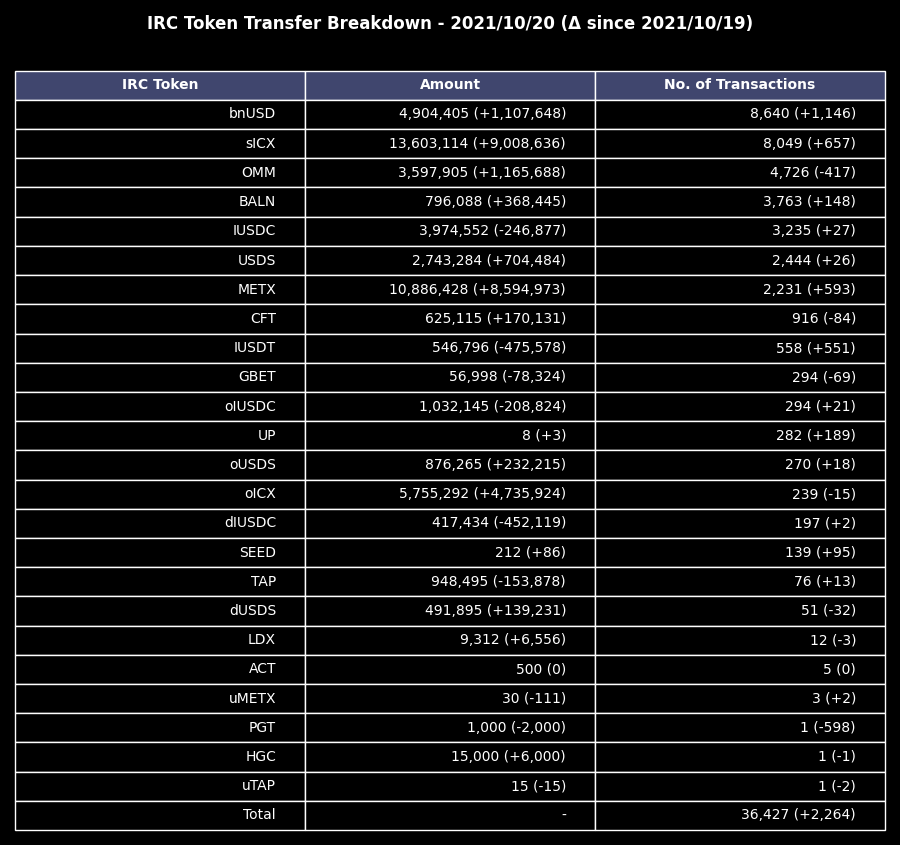 IRC Token Transfer Breakdown - 2021/10/20 (Δ since 2021/10/19)
IRC Token Amount No. of Transactions
bnUSD 4,904,405 (+1,107,648) 8,640 (+1,146)
sICX 13,603,114 (+9,008,636) 8,049 (+657)
OMM 3,597,905 (+1,165,688) 4,726 (-417)
BALN 796,088 (+368,445) 3,763 (+148)
IUSDC 3,974,552 (-246,877) 3,235 (+27)
USDS 2,743,284 (+704,484) 2,444 (+26)
METX 10,886,428 (+8,594,973) 2,231 (+593)
CFT 625,115 (+170,131) 916 (-84)
IUSDT 546,796 (-475,578) 558 (+551)
GBET 56,998 (-78,324) 294 (-69)
oIUSDC 1,032,145 (-208,824) 294 (+21)
UP 8 (+3) 282 (+189)
oUSDS 876,265 (+232,215) 270 (+18)
oICX 5,755,292 (+4,735,924) 239 (-15)
dIUSDC 417,434 (-452,119) 197 (+2)
SEED 212 (+86) 139 (+95)
TAP 948,495 (-153,878) 76 (+13)
dUSDS 491,895 (+139,231) 51 (-32)
LDX 9,312 (+6,556) 12 (-3)
ACT 500 (0) 5 (0)
uMETX 30 (-111) 3 (+2)
PGT 1,000 (-2,000) 1 (-598)
HGC 15,000 (+6,000) 1 (-1)
uTAP 15 (-15) 1 (-2)
Total - 36,427 (+2,264)